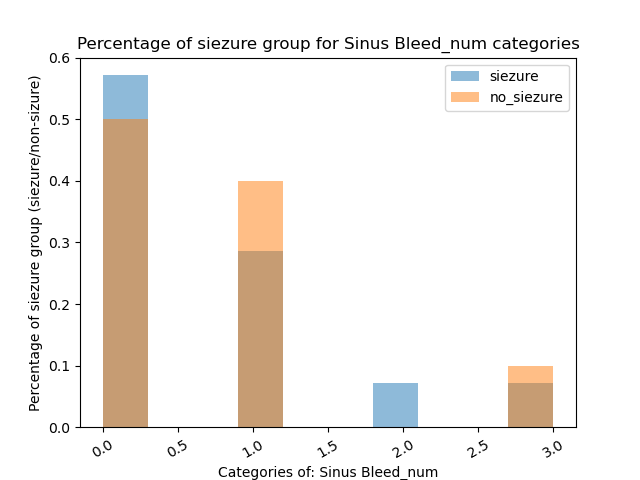 Percentage of siezure group for Sinus Bleed_num categories
siezure
no_siezure
Percentage of siezure group (siezure/non-sizure)
0.6
0.5
0.4
0.3
0.2
0.1
0.0
0.0 0.5 1.0 1.5 2.0 2.5 3.0
Categories of: Sinus Bleed_num